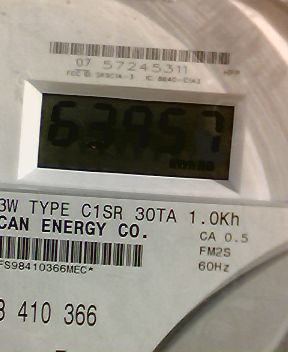 07 57245311
63867
3W TYPE C1SR 30TA 1.0Kh
CAN ENERGY CO.
CA 0.5
FM2S
60Hz
FS98410366MEC*
8 410 366